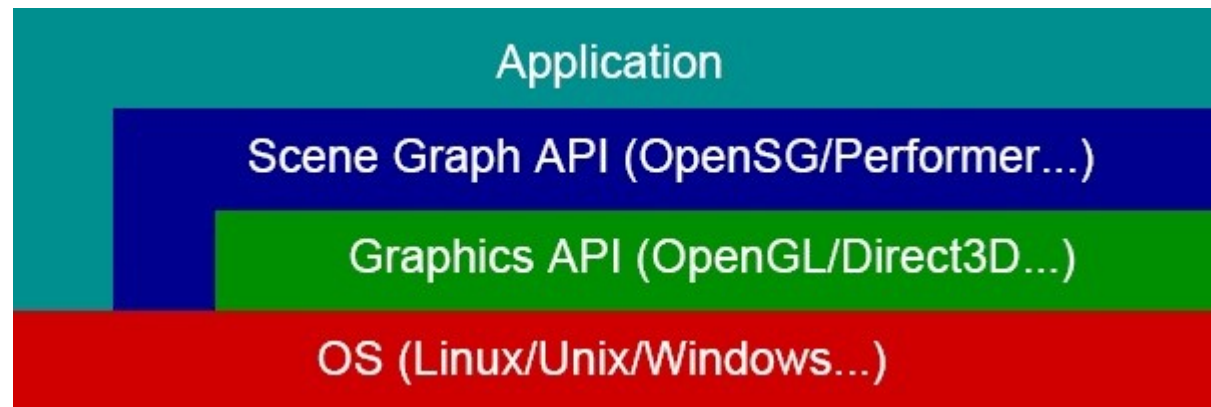 Application
Scene Graph API (OpenSG/Performer...)
Graphics API (OpenGL/Direct3D...)
OS (Linux/Unix/Windows...)